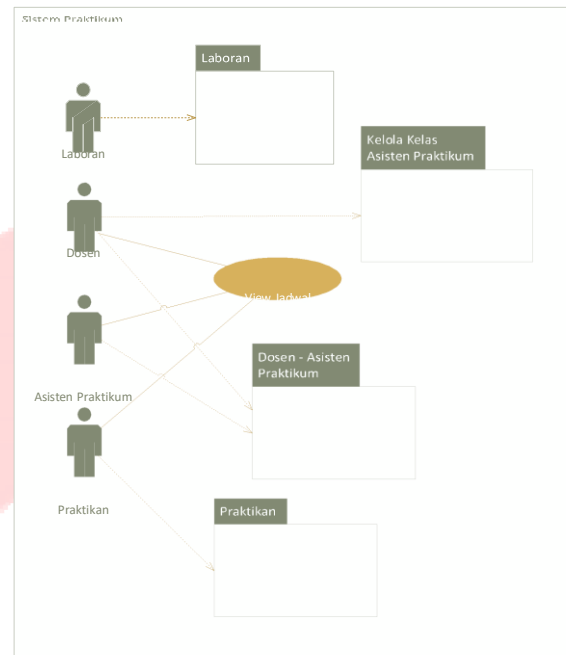 Sistem Praktikum
Laboran
Laboran
Kelola Kelas
Asisten Praktikum
Dosen
View Jadwal
Dosen - Asisten
Praktikum
Asisten Praktikum
Praktikan
Praktikan